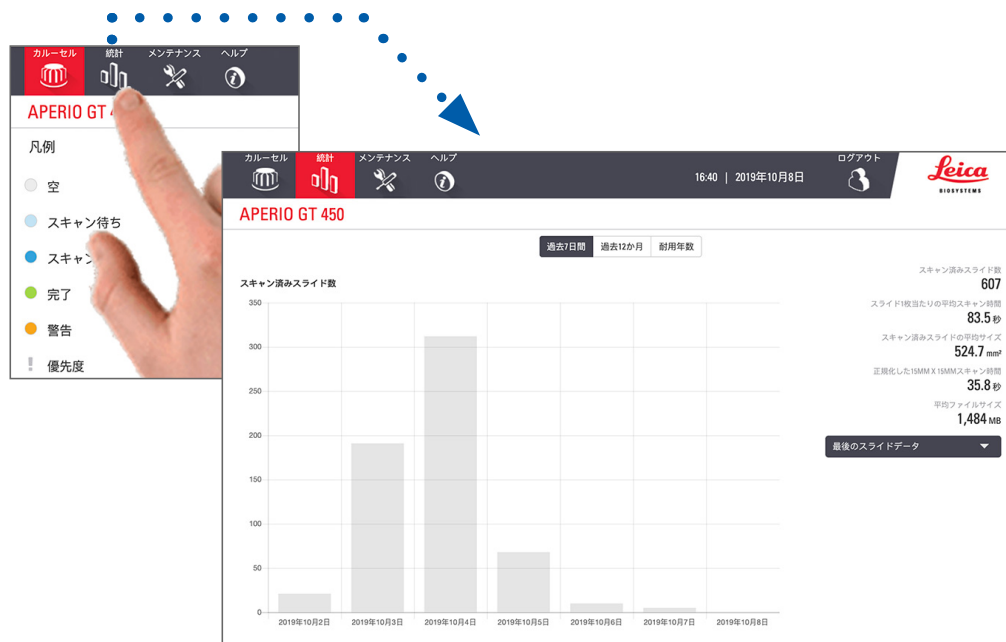 カルーセル 統計 メンテナンス ヘルプ
APERIO GT 4
凡例
空
スキャン待ち
スキャン
完了
警告
! 優先度
カルーセル 統計 メンテナンス ヘルプ
16:40 | 2019年10月8日
ログアウト
Leica
BIOSYSTEMS
APERIO GT 450
過去7日間 過去12か月 耐用年数
スキャン済みスライド数
350
300
250
200
150
100
50
0
2019年10月2日 2019年10月3日 2019年10月4日 2019年10月5日 2019年10月6日 2019年10月7日 2019年10月8日
スキャン済みスライド数
607
スライド1枚当たりの平均スキャン時間
83.5 秒
スキャン済みスライドの平均サイズ
524.7 mm²
正規化した15MM X 15MMスキャン時間
35.8 秒
平均ファイルサイズ
1,484 MB
最後のスライドデータ